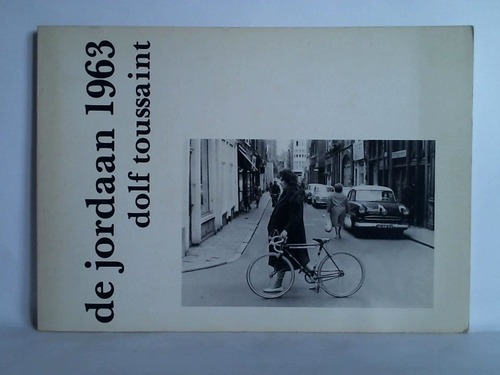 de jordaan 1963
dolf toussaint